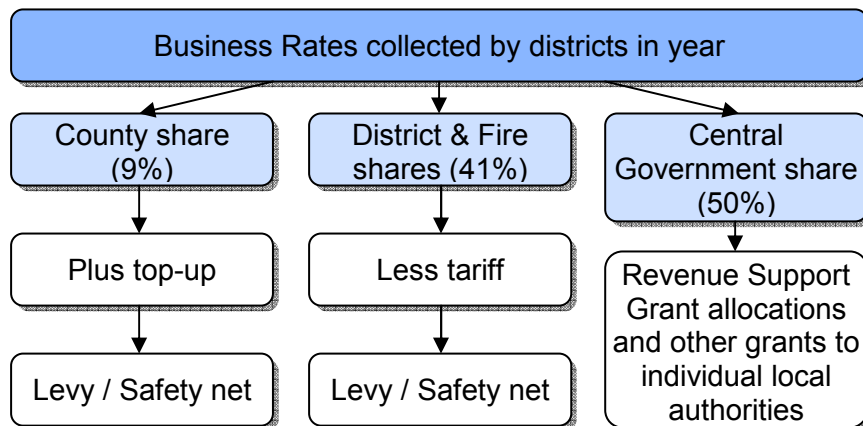 Business Rates collected by districts in year
County share
(9%)
District & Fire
shares (41%)
Central
Government share
(50%)
Plus top-up
Less tariff
Revenue Support
Grant allocations
and other grants to
individual local
authorities
Levy / Safety net
Levy / Safety net